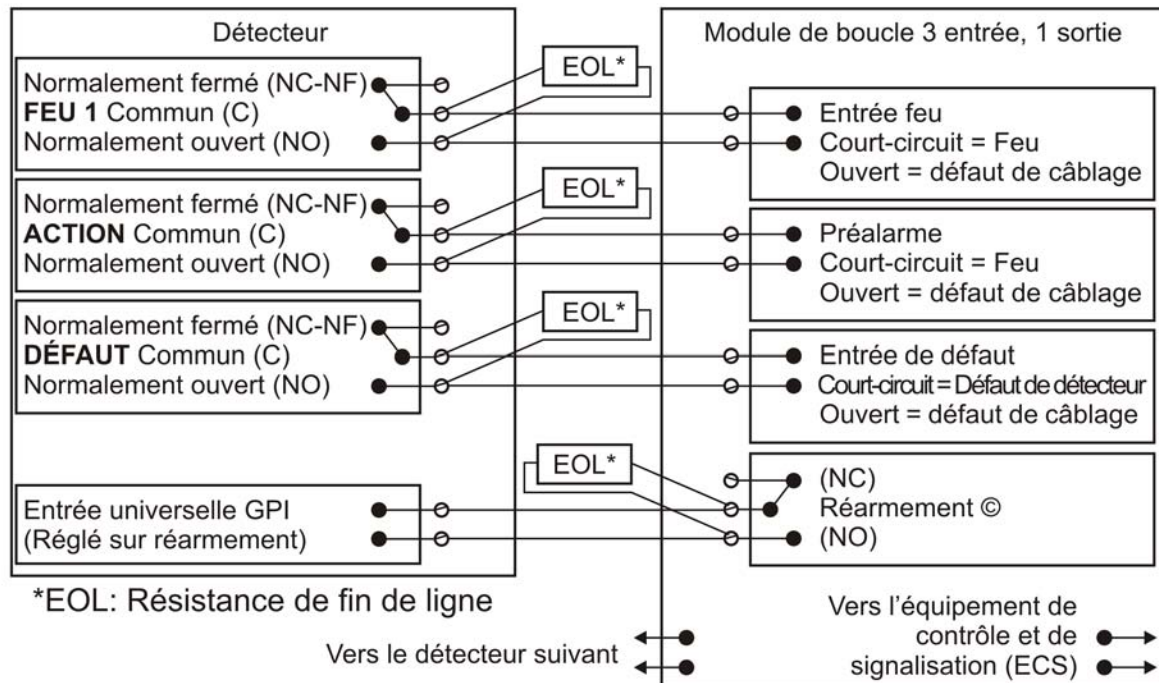 Détecteur
Normalement fermé (NC-NF)
FEU 1 Commun (C)
Normalement ouvert (NO)
EOL*
Normalement fermé (NC-NF)
ACTION Commun (C)
Normalement ouvert (NO)
EOL*
Normalement fermé (NC-NF)
DÉFAUT Commun (C)
Normalement ouvert (NO)
EOL*
Entrée universelle GPI
(Réglé sur réarmement)
EOL*
Module de boucle 3 entrée, 1 sortie
Entrée feu
Court-circuit = Feu
Ouvert = défaut de câblage
Préalarme
Court-circuit = Feu
Ouvert = défaut de câblage
Entrée de défaut
Court-circuit = Défaut de détecteur
Ouvert = défaut de câblage
(NC)
Réarmement ©
(NO)
*EOL: Résistance de fin de ligne
Vers le détecteur suivant
Vers l’équipement de
contrôle et de
signalisation (ECS)